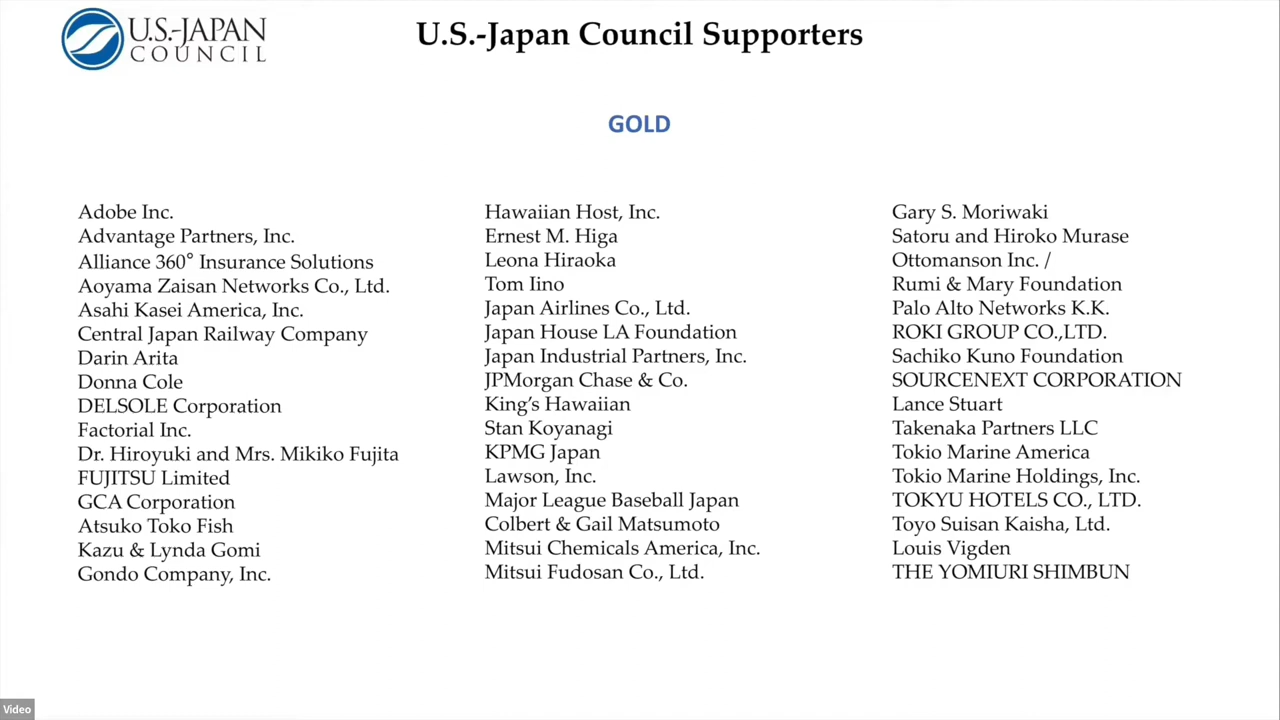 U.S.-JAPAN
COUNCIL
U.S.-Japan Council Supporters
GOLD
Adobe Inc.
Advantage Partners, Inc.
Alliance 360° Insurance Solutions
Aoyama Zaisan Networks Co., Ltd.
Asahi Kasei America, Inc.
Central Japan Railway Company
Darin Arita
Donna Cole
DELSOLE Corporation
Factorial Inc.
Dr. Hiroyuki and Mrs. Mikiko Fujita
FUJITSU Limited
GCA Corporation
Atsuko Toko Fish
Kazu & Lynda Gomi
Gondo Company, Inc.
Hawaiian Host, Inc.
Ernest M. Higa
Leona Hiraoka
Tom Iino
Japan Airlines Co., Ltd.
Japan House LA Foundation
Japan Industrial Partners, Inc.
JPMorgan Chase & Co.
King's Hawaiian
Stan Koyanagi
KPMG Japan
Lawson, Inc.
Major League Baseball Japan
Colbert & Gail Matsumoto
Mitsui Chemicals America, Inc.
Mitsui Fudosan Co., Ltd.
Gary S. Moriwaki
Satoru and Hiroko Murase
Ottomanson Inc. /
Rumi & Mary Foundation
Palo Alto Networks K.K.
ROKI GROUP CO.,LTD.
Sachiko Kuno Foundation
SOURCENEXT CORPORATION
Lance Stuart
Takenaka Partners LLC
Tokio Marine America
Tokio Marine Holdings, Inc.
TOKYU HOTELS CO., LTD.
Toyo Suisan Kaisha, Ltd.
Louis Vigden
THE YOMIURI SHIMBUN
Video